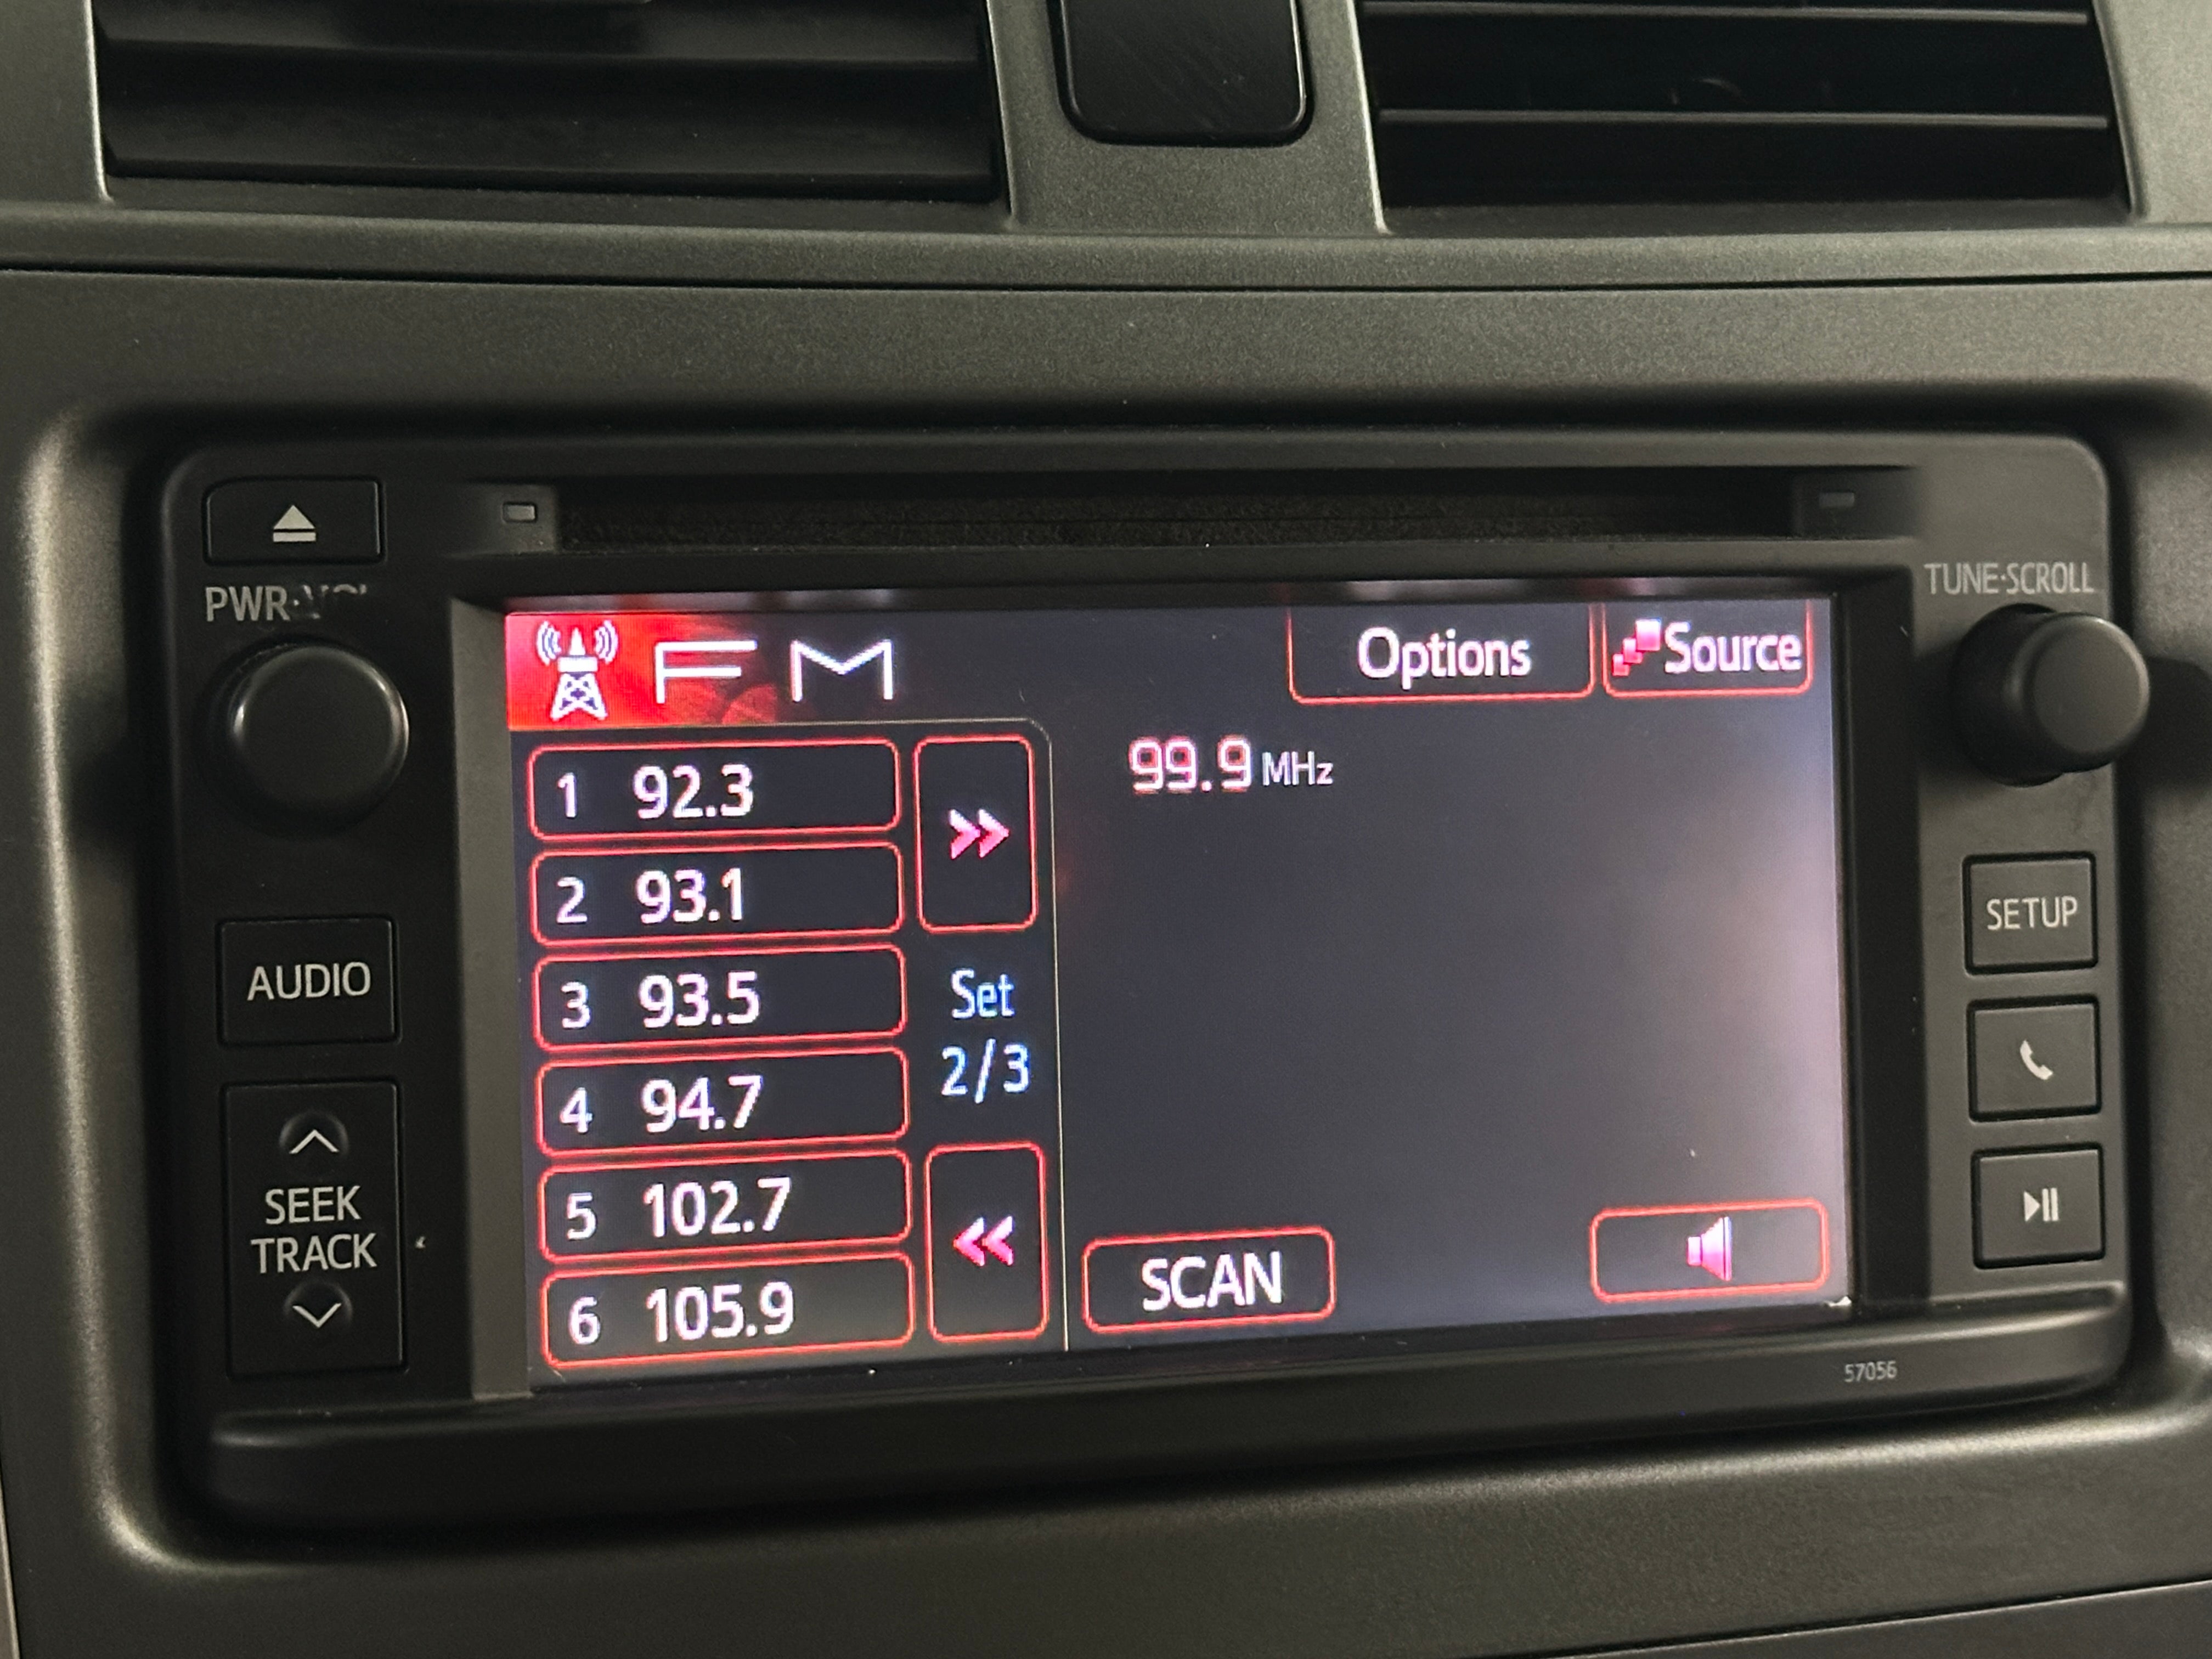 PWR
TUNE·SCROLL
FM
Options
Source
99.9 MHz
1 92.3
2 93.1
3 93.5
4 94.7
5 102.7
6 105.9
Set
2/3
SCAN
AUDIO
SEEK
TRACK
SETUP
57056